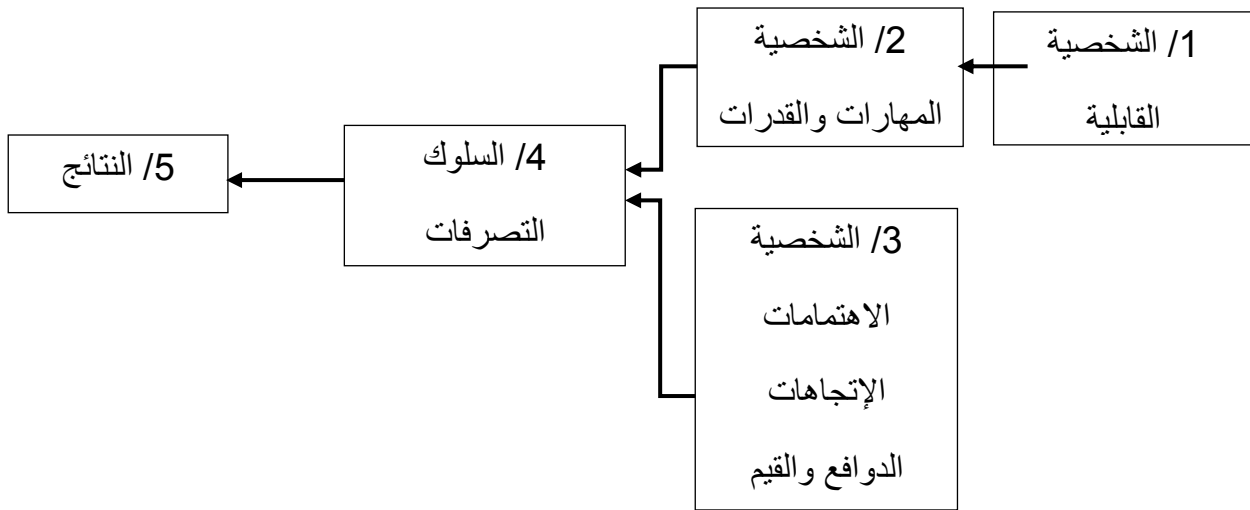 1/ الشخصية
القابلية
2/ الشخصية
المهارات والقدرات
3/ الشخصية
الاهتمامات
الإتجاهات
الدوافع والقيم
4/ السلوك
التصرفات
5/ النتائج